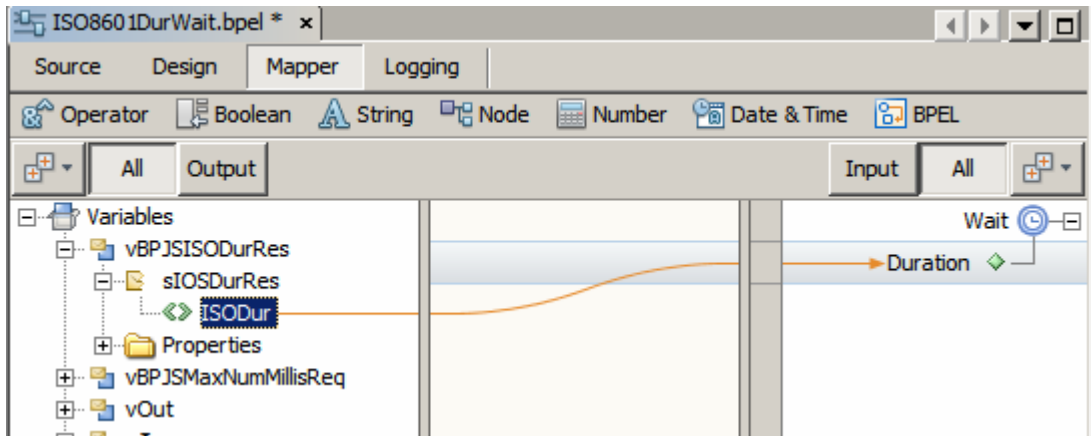 ISO8601DurWait.bpel * x
Source Design Mapper Logging
Operator Boolean String Node Number Date & Time BPEL
All Output Input All
Variables Wait
vBPJSISODurRes
Duration
sIOSDurRes
ISODur
Properties
vBPJSMaxNumMillisReq
vOut